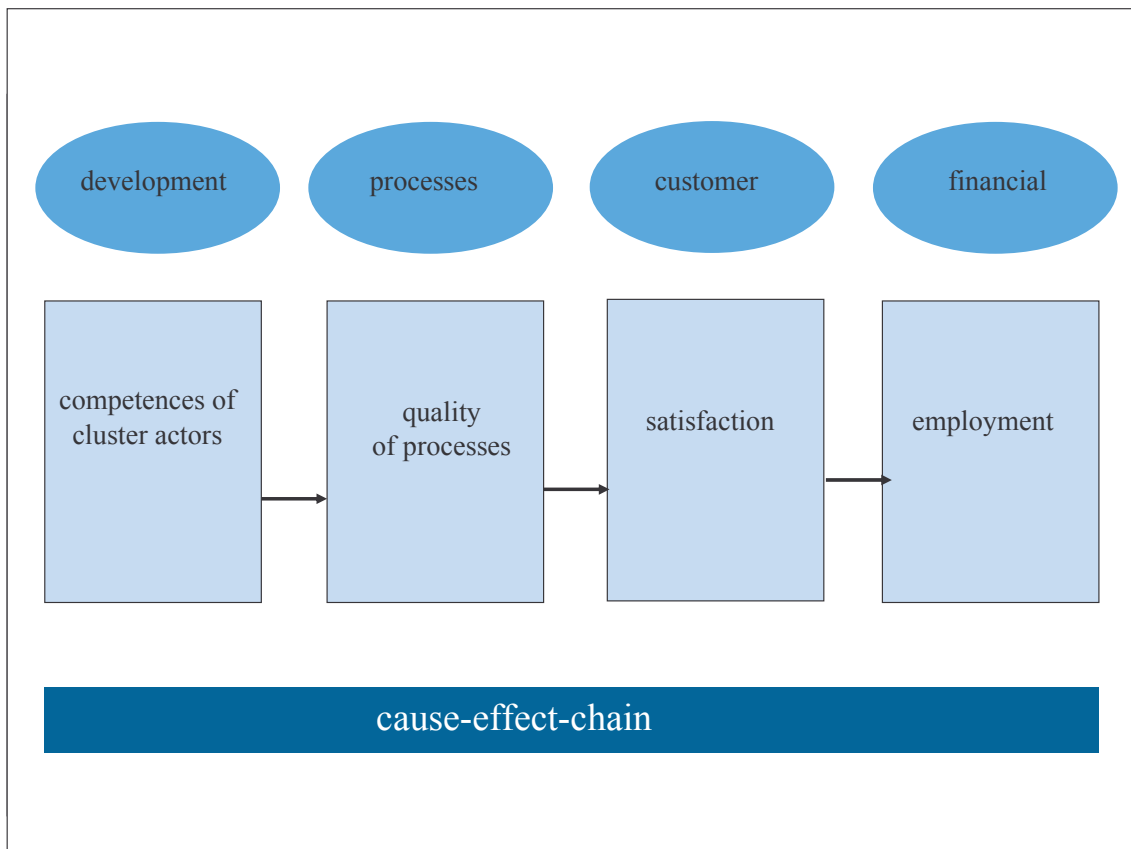 development
processes
customer
financial
competences of
cluster actors
quality
of processes
satisfaction
employment
cause-effect-chain